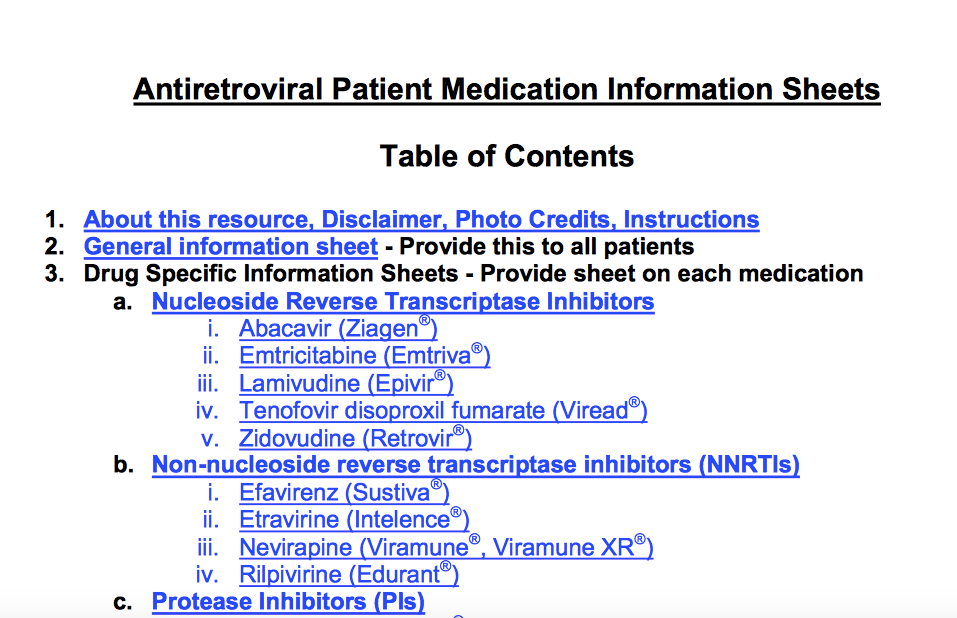 Antiretroviral Patient Medication Information Sheets
Table of Contents
1. About this resource, Disclaimer, Photo Credits, Instructions
2. General information sheet - Provide this to all patients
3. Drug Specific Information Sheets - Provide sheet on each medication
a. Nucleoside Reverse Transcriptase Inhibitors
i. Abacavir (Ziagen®)
ii. Emtricitabine (Emtriva®)
iii. Lamivudine (Epivir®)
iv. Tenofovir disoproxil fumarate (Viread®)
v. Zidovudine (Retrovir®)
b. Non-nucleoside reverse transcriptase inhibitors (NNRTIs)
i. Efavirenz (Sustiva®)
ii. Etravirine (Intelence®)
iii. Nevirapine (Viramune®, Viramune XR®)
iv. Rilpivirine (Edurant®)
c. Protease Inhibitors (PIs)